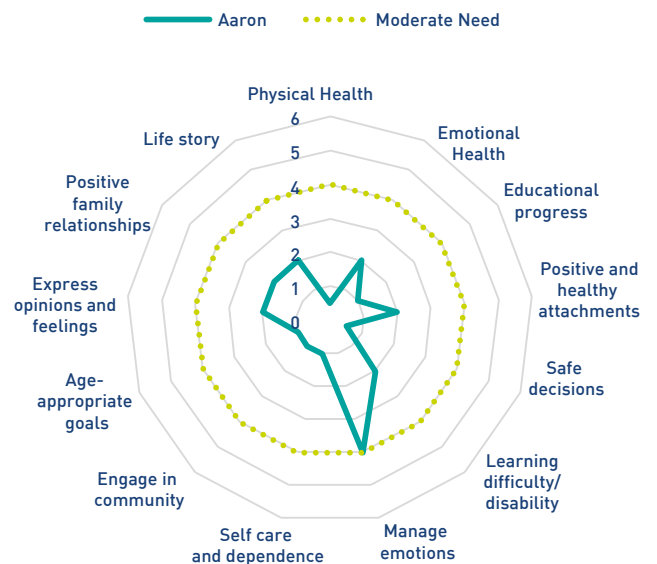 Aaron
Moderate Need
Physical Health
6
5
4
3
2
1
0
Emotional
Health
Educational
progress
Positive and
healthy
attachments
Safe
decisions
Learning
difficulty/
disability
Manage
emotions
Self care
and dependence
Engage in
community
Age-
appropriate
goals
Express
opinions and
feelings
Positive
family
relationships
Life story